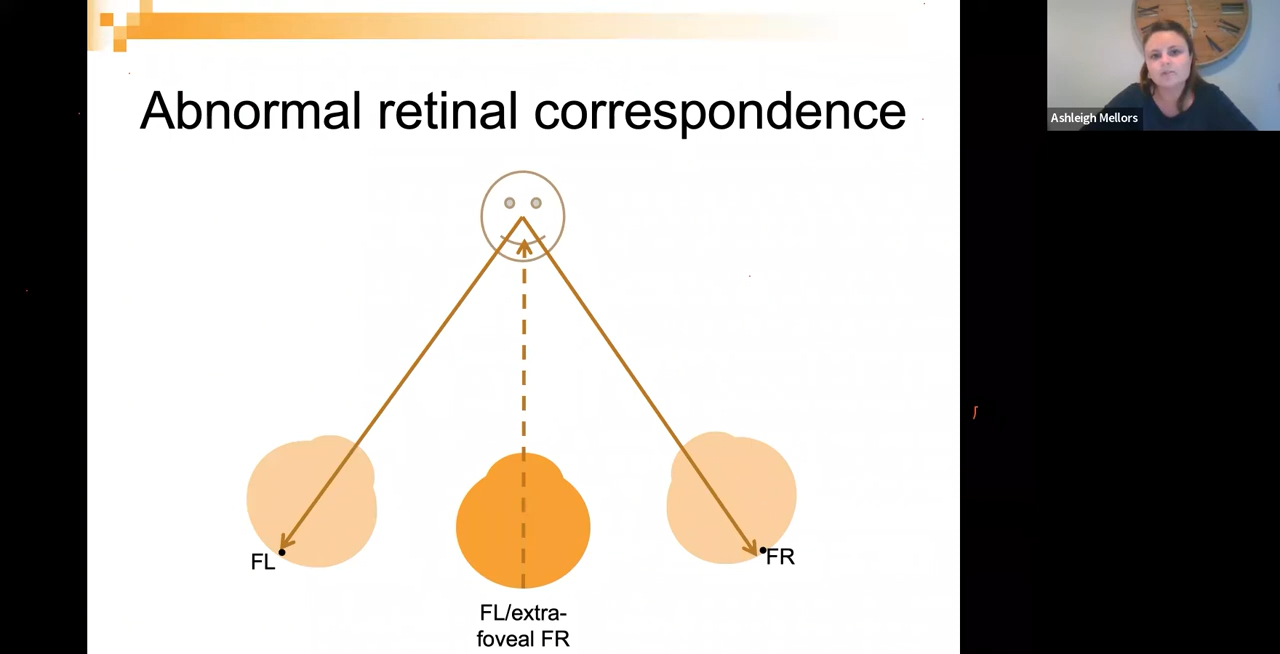 Abnormal retinal correspondence
Ashleigh Mellors
FL
FR
FL/extra-
foveal FR